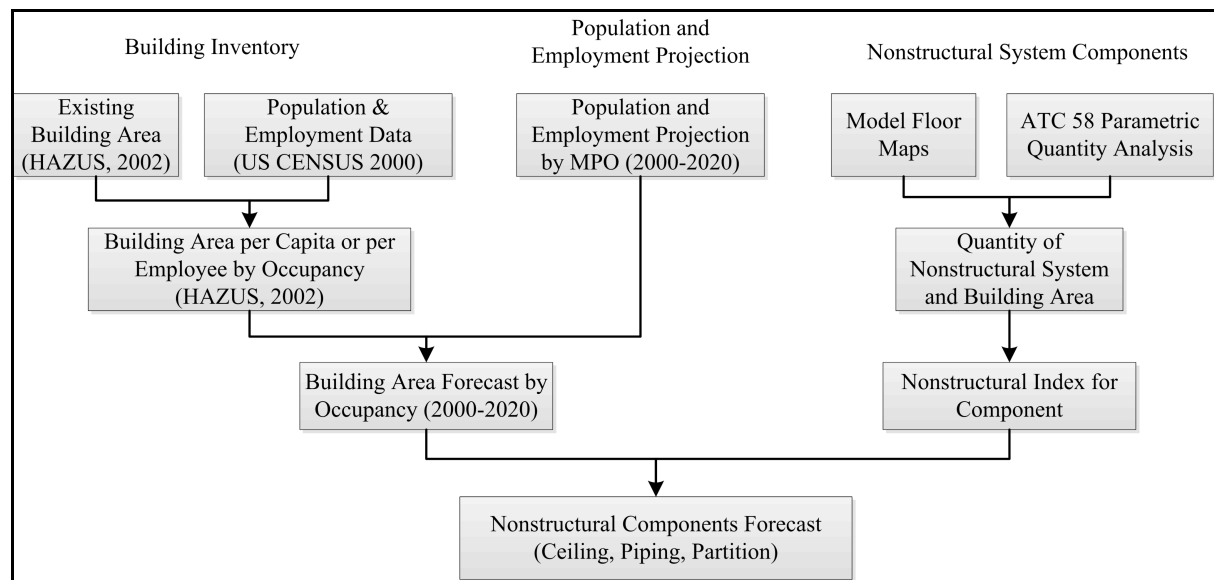 Building Inventory
Population and
Employment Projection
Nonstructural System Components
Existing
Building Area
(HAZUS, 2002)
Population &
Employment Data
(US CENSUS 2000)
Population and
Employment Projection
by MPO (2000-2020)
Model Floor
Maps
ATC 58 Parametric
Quantity Analysis
Building Area per Capita or per
Employee by Occupancy
(HAZUS, 2002)
Quantity of
Nonstructural System
and Building Area
Building Area Forecast by
Occupancy (2000-2020)
Nonstructural Index for
Component
Nonstructural Components Forecast
(Ceiling, Piping, Partition)